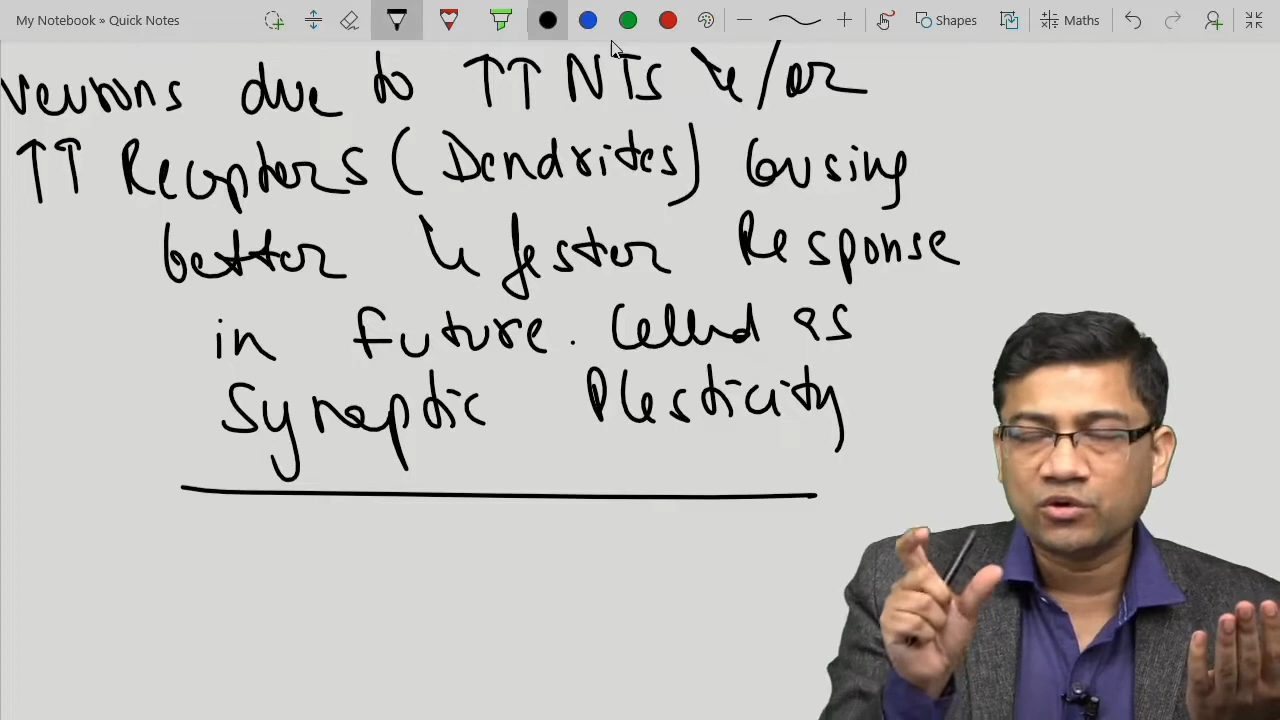 My Notebook » Quick Notes Shapes Maths
neurons due to ↑↑ NTs &/or
↑↑ Receptors (Dendrites) causing
better & faster Response
in future. Called as
Synaptic Plasticity